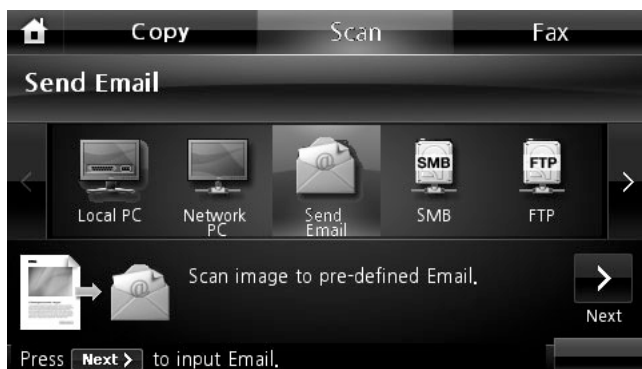 Copy Scan Fax
Send Email
@ SMB FTP
Local PC Network PC Send Email SMB FTP
@ Scan image to pre-defined Email.
Next
Press Next > to input Email.